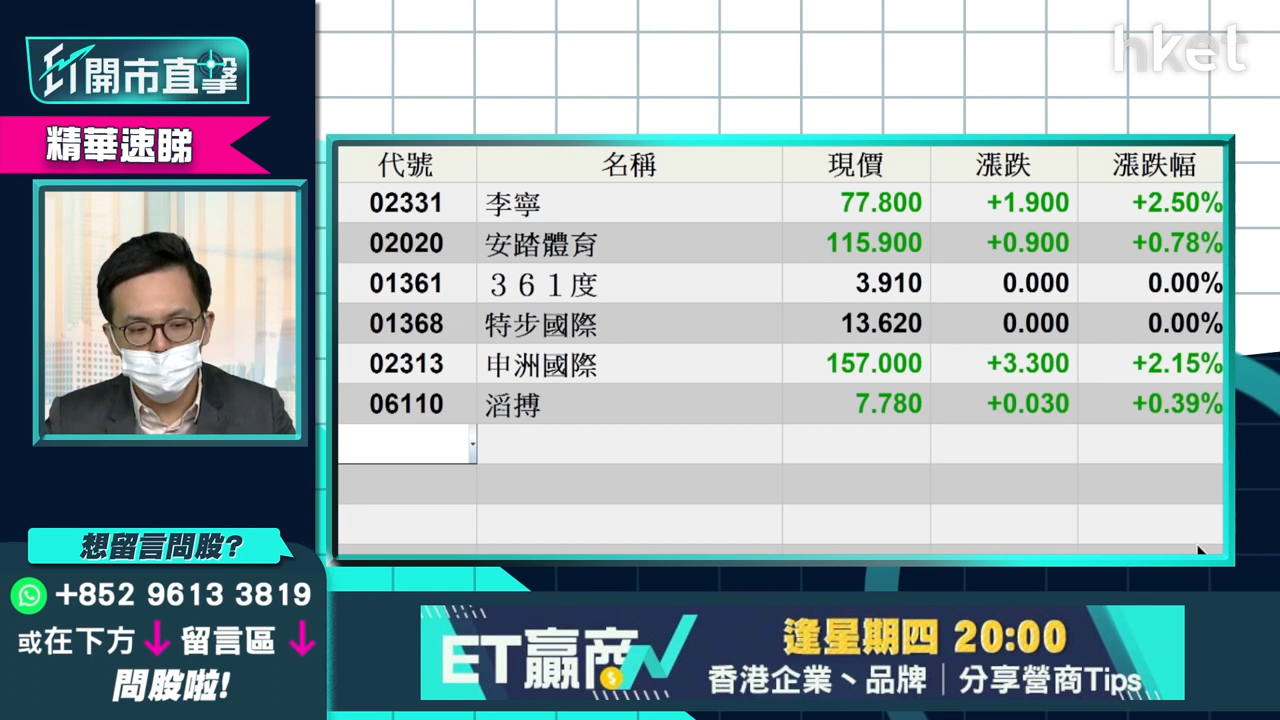 ET開市直擊
hket
精華速睇
代號 名稱 現價 漲跌 漲跌幅
02331 李寧 77.800 +1.900 +2.50%
02020 安踏體育 115.900 +0.900 +0.78%
01361 361度 3.910 0.000 0.00%
01368 特步國際 13.620 0.000 0.00%
02313 申洲國際 157.000 +3.300 +2.15%
06110 滔搏 7.780 +0.030 +0.39%
想留言問股?
+852 9613 3819
或在下方↓留言區↓
問股啦!
ET贏商
逢星期四 20:00
香港企業、品牌｜分享營商Tips